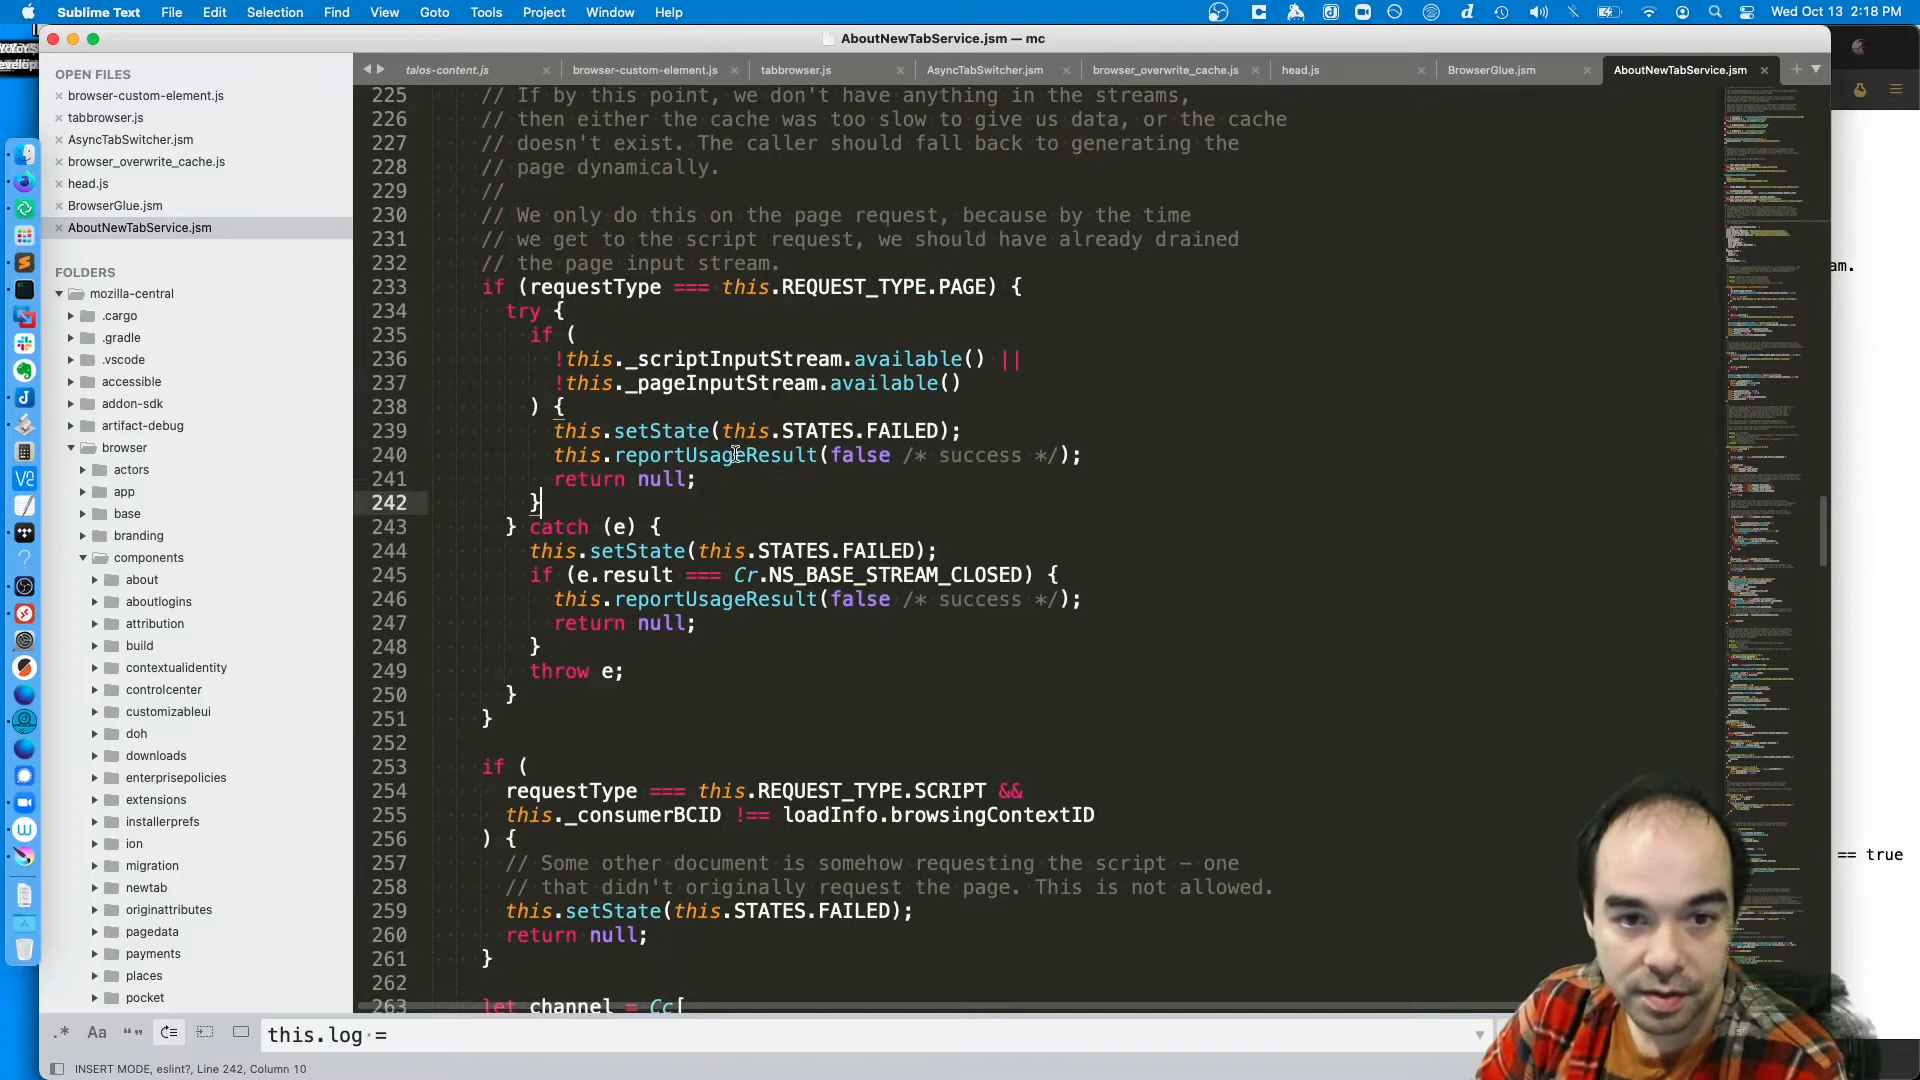 Sublime Text File Edit Selection Find View Goto Tools Project Window Help
Wed Oct 13 2:18 PM
AboutNewTabService.jsm — mc
OPEN FILES
browser-custom-element.js
tabbrowser.js
AsyncTabSwitcher.jsm
browser_overwrite_cache.js
head.js
BrowserGlue.jsm
AboutNewTabService.jsm
FOLDERS
mozilla-central
.cargo
.gradle
.vscode
accessible
addon-sdk
artifact-debug
browser
actors
app
base
branding
components
about
aboutlogins
attribution
build
contextualidentity
controlcenter
customizableui
doh
downloads
enterprisepolicies
extensions
installerprefs
ion
migration
newtab
originattributes
pagedata
payments
places
pocket
talos-content.js browser-custom-element.js tabbrowser.js AsyncTabSwitcher.jsm browser_overwrite_cache.js head.js BrowserGlue.jsm AboutNewTabService.jsm
225 // If by this point, we don't have anything in the streams,
226 // then either the cache was too slow to give us data, or the cache
227 // doesn't exist. The caller should fall back to generating the
228 // page dynamically.
229 //
230 // We only do this on the page request, because by the time
231 // we get to the script request, we should have already drained
232 // the page input stream.
233 if (requestType === this.REQUEST_TYPE.PAGE) {
234 try {
235 if (
236 !this._scriptInputStream.available() ||
237 !this._pageInputStream.available()
238 ) {
239 this.setState(this.STATES.FAILED);
240 this.reportUsageResult(false /* success */);
241 return null;
242 }
243 } catch (e) {
244 this.setState(this.STATES.FAILED);
245 if (e.result === Cr.NS_BASE_STREAM_CLOSED) {
246 this.reportUsageResult(false /* success */);
247 return null;
248 }
249 throw e;
250 }
251 }
252
253 if (
254 requestType === this.REQUEST_TYPE.SCRIPT &&
255 this._consumerBCID !== loadInfo.browsingContextID
256 ) {
257 // Some other document is somehow requesting the script — one
258 // that didn't originally request the page. This is not allowed.
259 this.setState(this.STATES.FAILED);
260 return null;
261 }
262
263 let channel = Cc[
am.
== true
.* Aa “” this.log =
INSERT MODE, eslint?, Line 242, Column 10